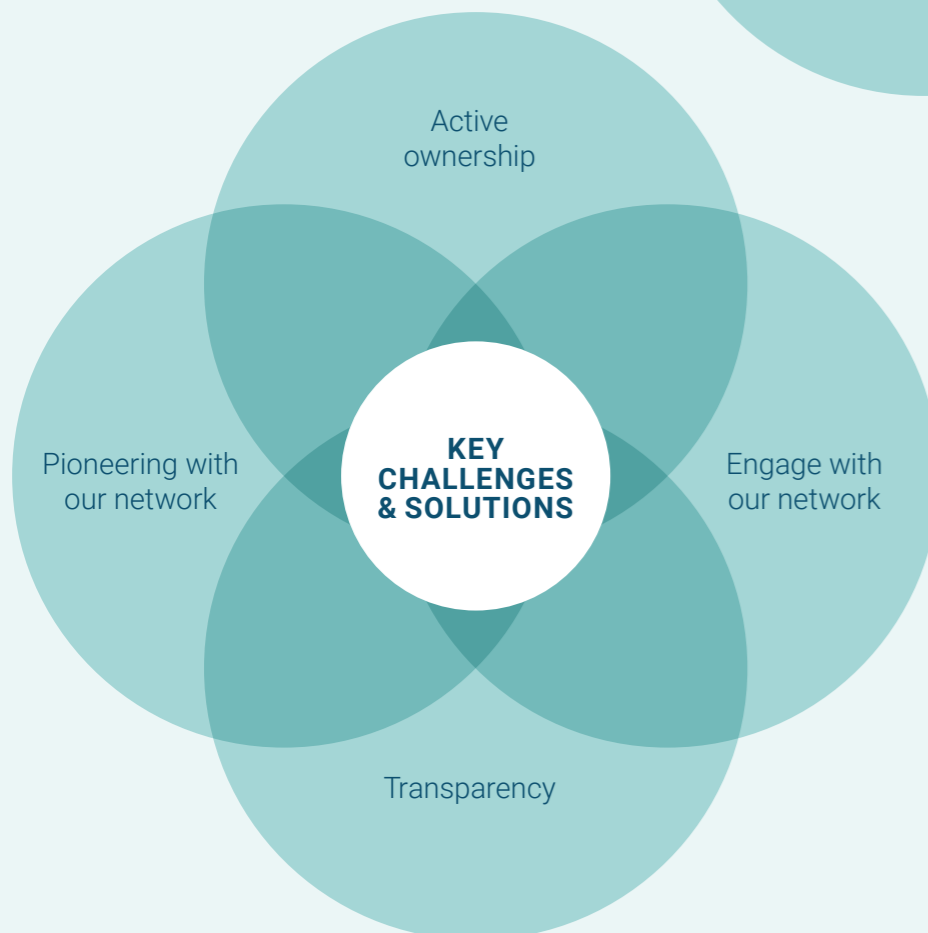 Active
ownership
Pioneering with
our network
KEY
CHALLENGES
& SOLUTIONS
Engage with
our network
Transparency